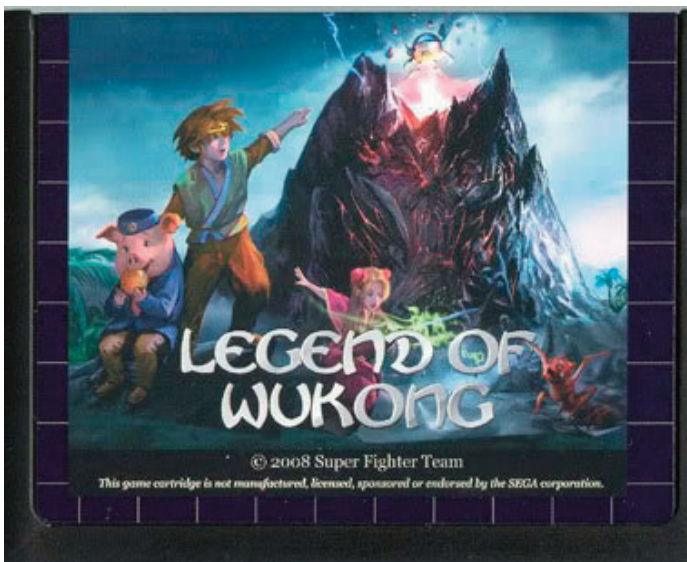 LEGEND OF
WUKONG
© 2008 Super Fighter Team
This game cartridge is not manufactured, licensed, sponsored or endorsed by the SEGA corporation.